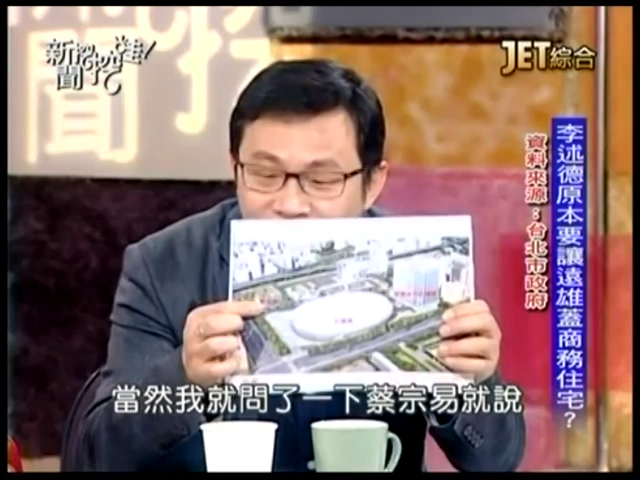 新聞挖挖哇!
JET綜合
李述德原本要讓遠雄蓋商務住宅?
資料來源:台北市政府
當然我就問了一下蔡宗易就說